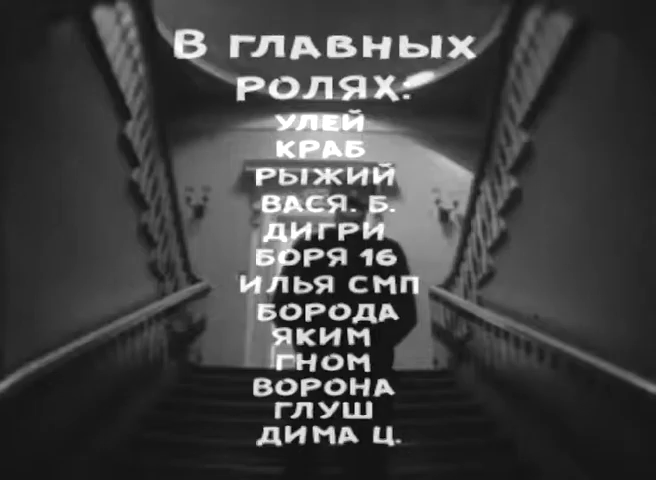 В ГЛАВНЫХ
РОЛЯХ:
УЛЕЙ
КРАБ
РЫЖИЙ
ВАСЯ. Б.
ДИГРИ
БОРЯ 16
ИЛЬЯ СМП
БОРОДА
ЯКИМ
ГНОМ
ВОРОНА
ГЛУШ
ДИМА Ц.